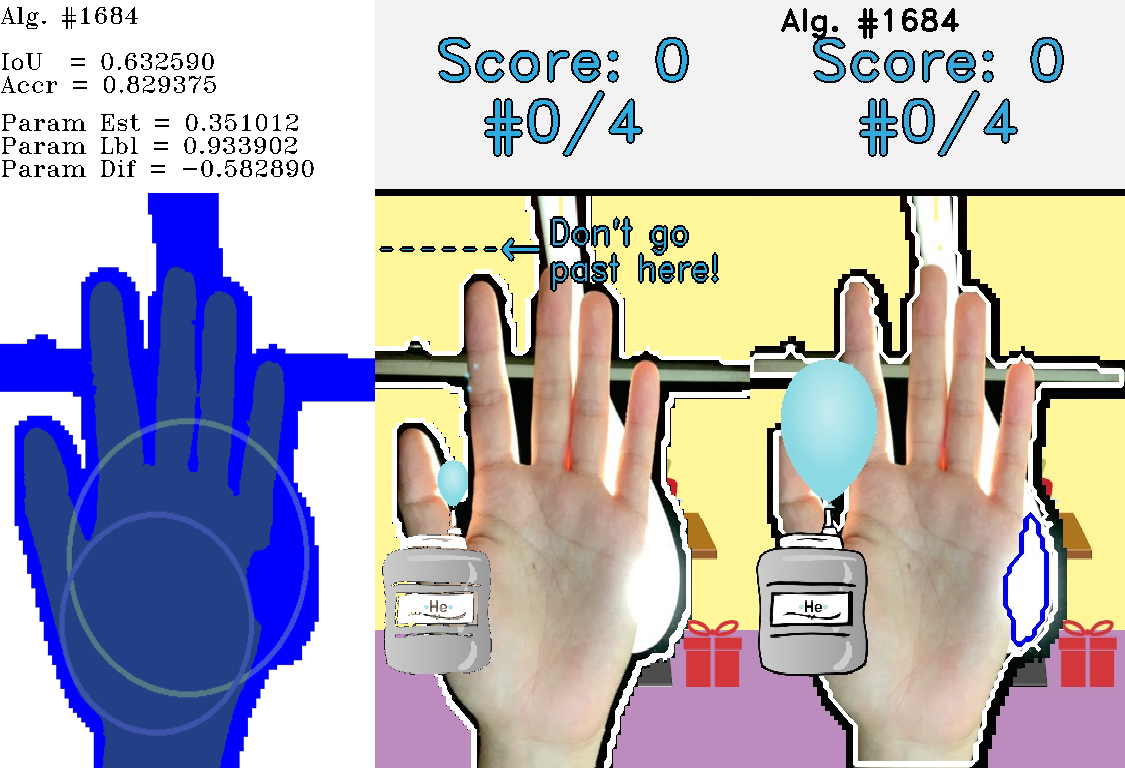 Alg. #1684
IoU = 0.632590
Accr = 0.829375
Param Est = 0.351012
Param Lbl = 0.933902
Param Dif = −0.582890
Score: 0
#0/4
Don't go
past here!
He
Alg. #1684
Score: 0
#0/4
He